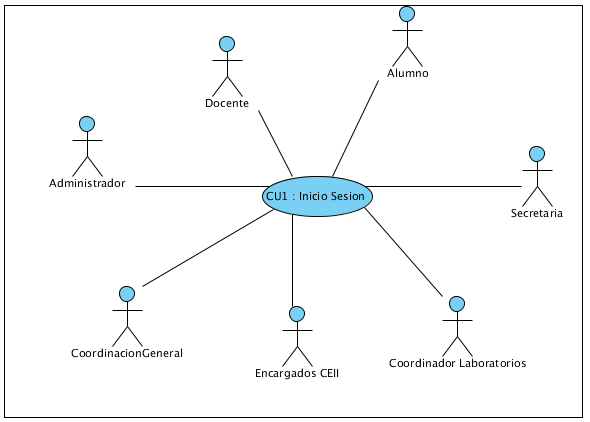 Alumno
Docente
Administrador
CU1 : Inicio Sesion
Secretaria
CoordinacionGeneral
Encargados CEII
Coordinador Laboratorios